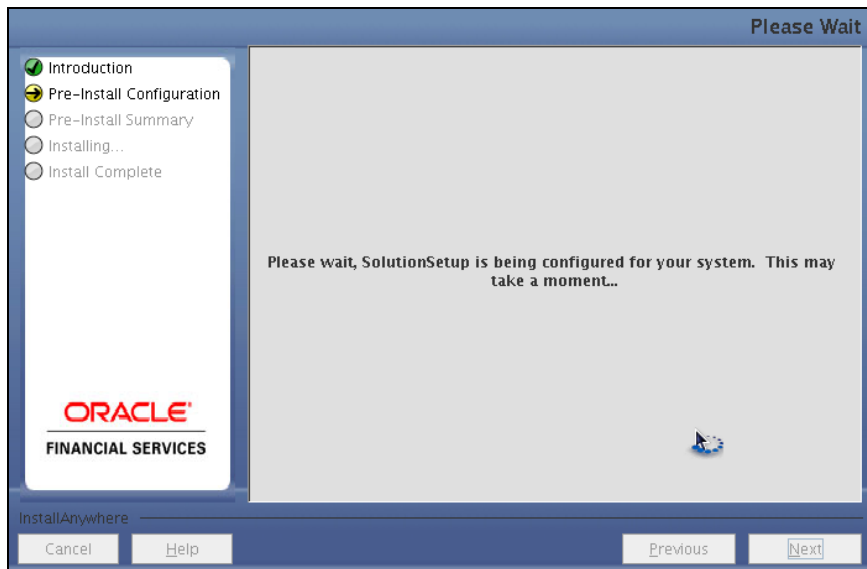 Please Wait
Introduction
Pre-Install Configuration
Pre-Install Summary
Installing...
Install Complete
Please wait, SolutionSetup is being configured for your system. This may
take a moment...
ORACLE
FINANCIAL SERVICES
InstallAnywhere
Cancel
Help
Previous
Next